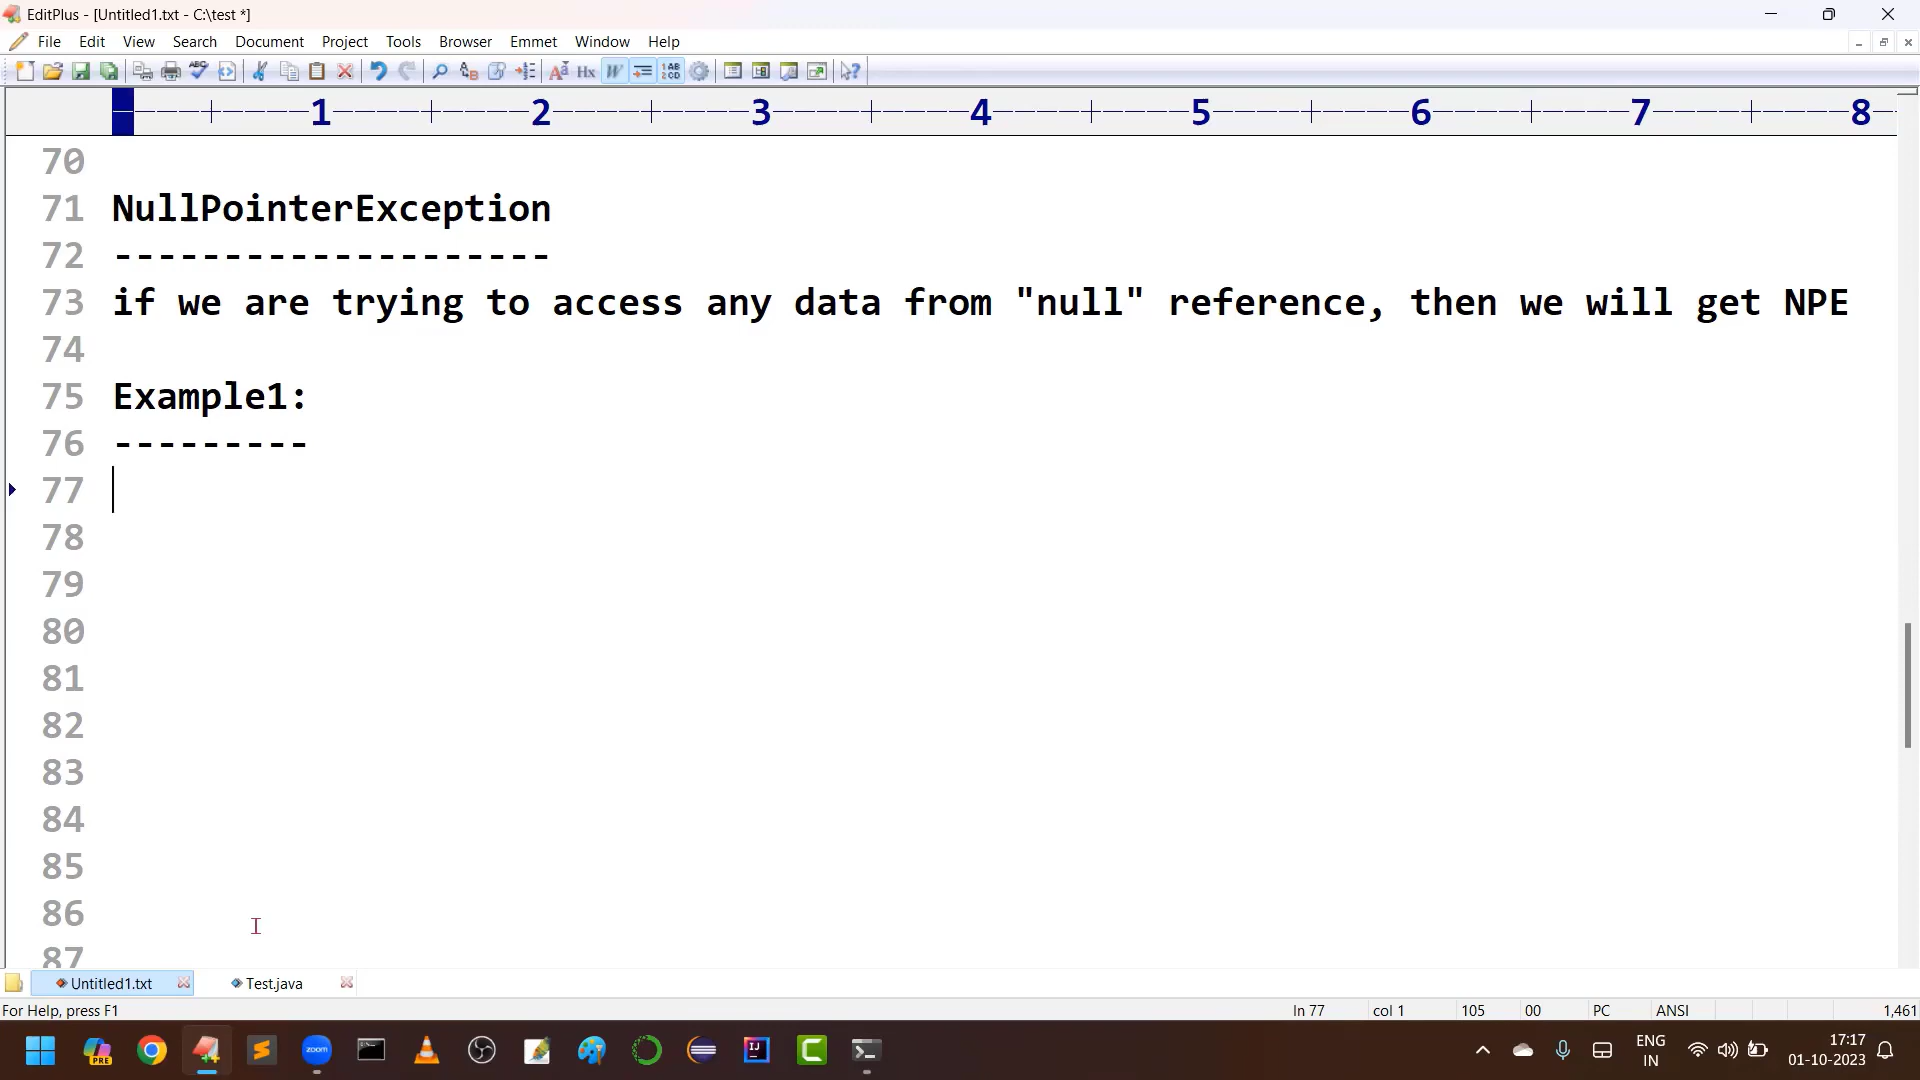 EditPlus - [Untitled1.txt - C:\test *]
File Edit View Search Document Project Tools Browser Emmet Window Help
1 2 3 4 5 6 7 8
70
71 NullPointerException
72 --------------------
73 if we are trying to access any data from "null" reference, then we will get NPE
74
75 Example1:
76 ---------
77
78
79
80
81
82
83
84
85
86
87
Untitled1.txt Test.java
For Help, press F1 ln 77 col 1 105 00 PC ANSI 1,461
ENG 17:17
IN 01-10-2023